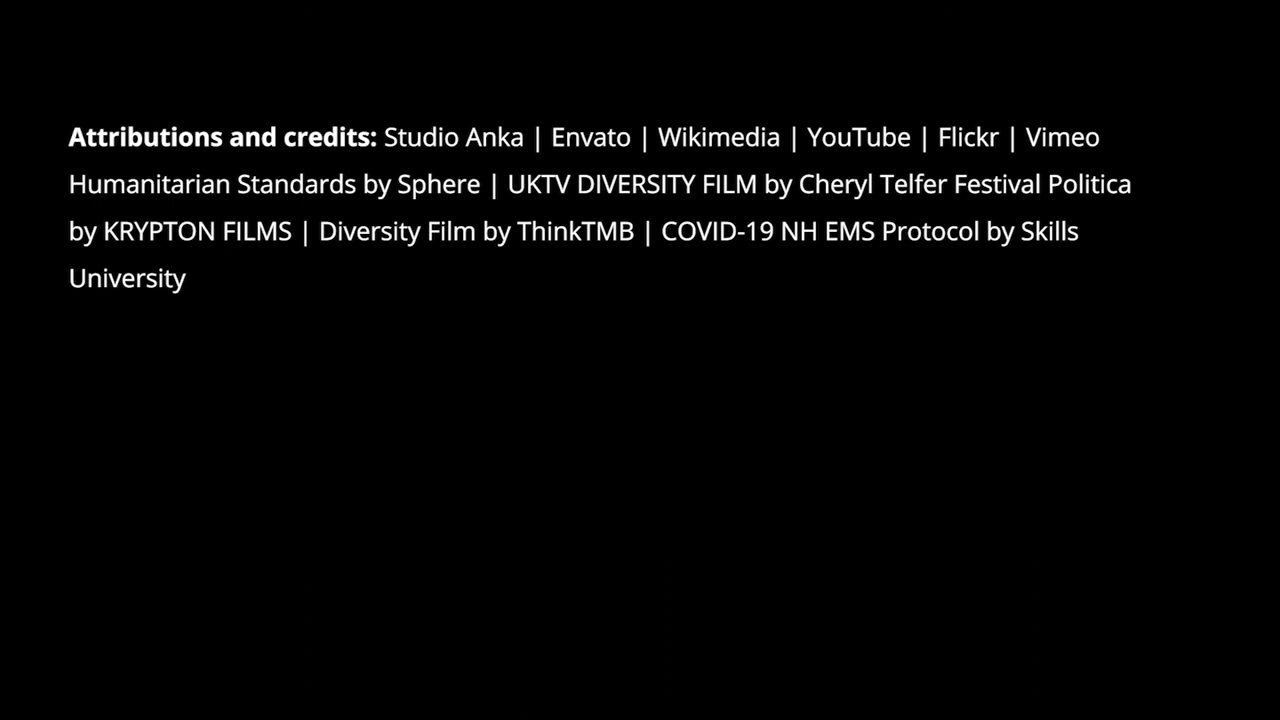 Attributions and credits: Studio Anka | Envato | Wikimedia | YouTube | Flickr | Vimeo
Humanitarian Standards by Sphere | UKTV DIVERSITY FILM by Cheryl Telfer Festival Politica
by KRYPTON FILMS | Diversity Film by ThinkTMB | COVID-19 NH EMS Protocol by Skills
University